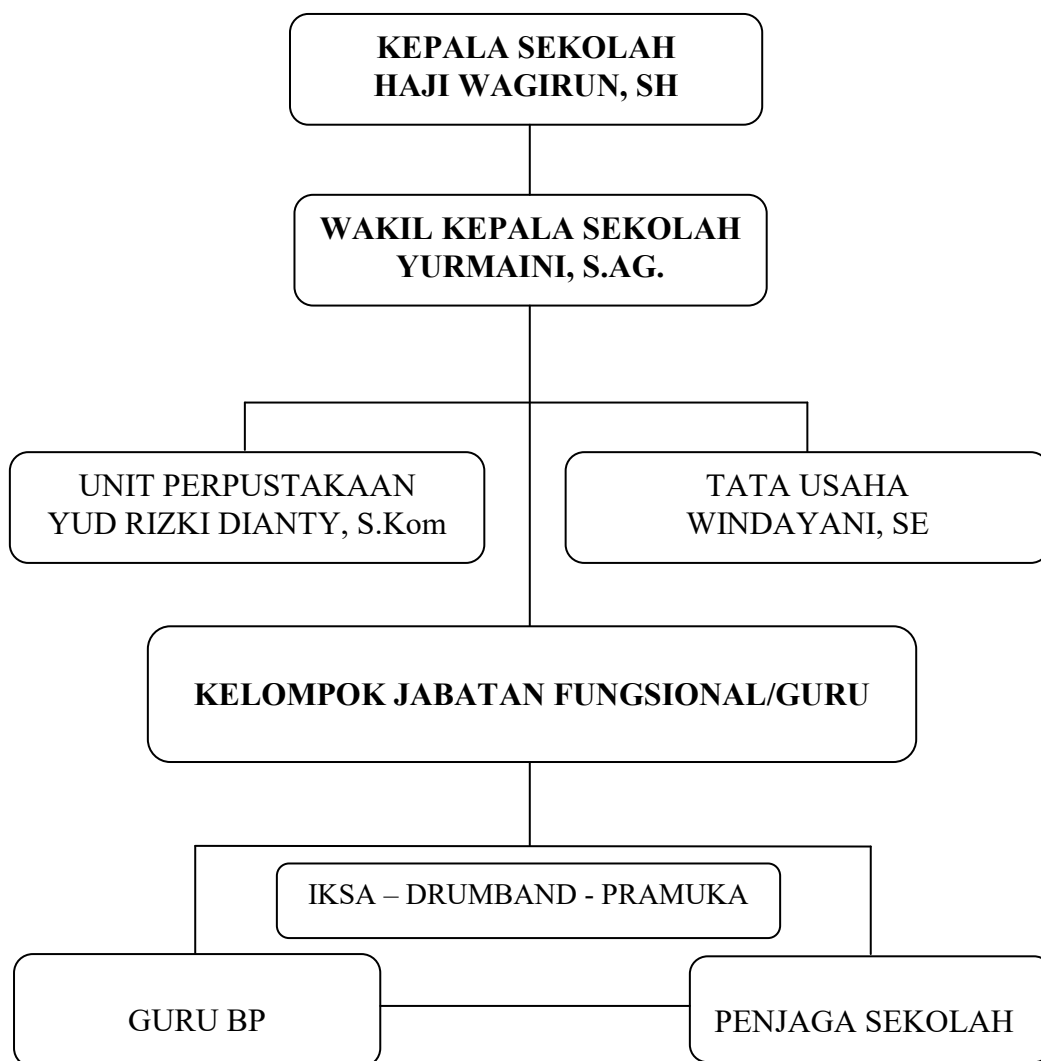 KEPALA SEKOLAH
HAJI WAGIRUN, SH
WAKIL KEPALA SEKOLAH
YURMAINI, S.AG.
UNIT PERPUSTAKAAN
YUD RIZKI DIANTY, S.Kom
TATA USAHA
WINDAYANI, SE
KELOMPOK JABATAN FUNGSIONAL/GURU
IKSA – DRUMBAND - PRAMUKA
GURU BP
PENJAGA SEKOLAH